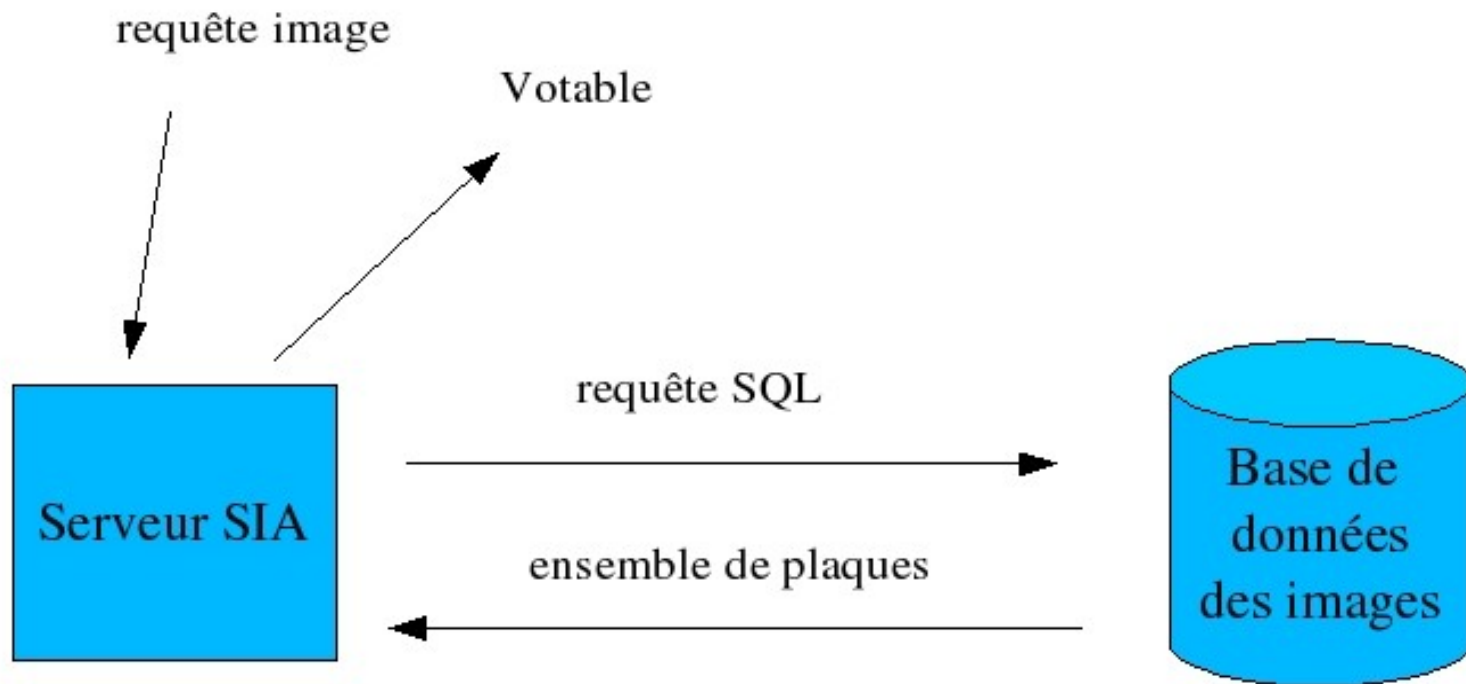 requête image
Votable
requête SQL
Serveur SIA
ensemble de plaques
Base de
données
des images